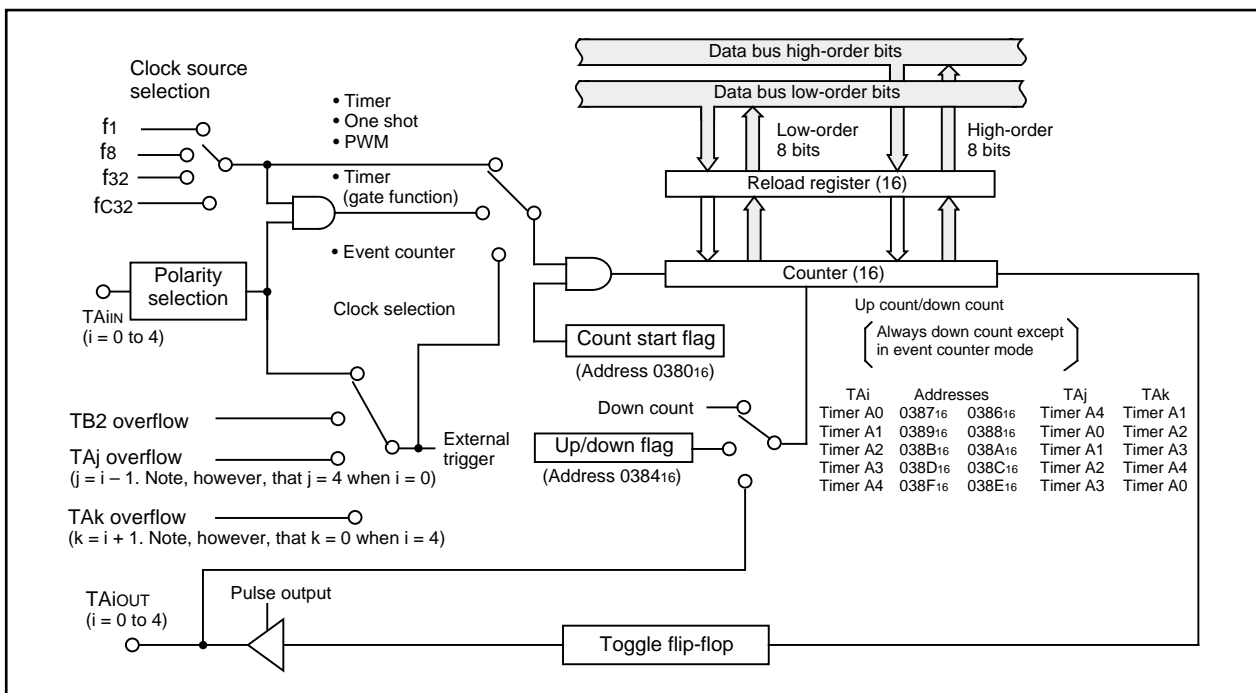 Data bus high-order bits
Data bus low-order bits
Clock source
selection
f1
f8
f32
fC32
• Timer
• One shot
• PWM
• Timer
(gate function)
• Event counter
Clock selection
Low-order
8 bits
High-order
8 bits
Reload register (16)
Counter (16)
Polarity
selection
TAiIN
(i = 0 to 4)
Up count/down count
Always down count except
in event counter mode
Count start flag
(Address 038016)
TB2 overflow
TAj overflow
(j = i – 1. Note, however, that j = 4 when i = 0)
TAk overflow
(k = i + 1. Note, however, that k = 0 when i = 4)
External
trigger
Down count
Up/down flag
(Address 038416)
TAi Addresses TAj TAk
Timer A0 038716 038616 Timer A4 Timer A1
Timer A1 038916 038816 Timer A0 Timer A2
Timer A2 038B16 038A16 Timer A1 Timer A3
Timer A3 038D16 038C16 Timer A2 Timer A4
Timer A4 038F16 038E16 Timer A3 Timer A0
TAiOUT
(i = 0 to 4)
Pulse output
Toggle flip-flop